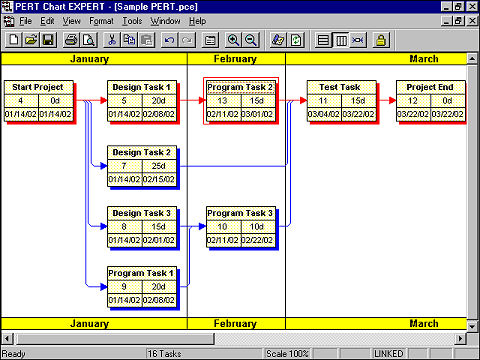 PERT Chart EXPERT - [Sample PERT.pce]
File Edit View Format Tools Window Help
January February March
Start Project
4 0d
01/14/02 01/14/02
Design Task 1
5 20d
01/14/02 02/08/02
Program Task 2
13 15d
02/11/02 03/01/02
Test Task
11 15d
03/04/02 03/22/02
Project End
12 0d
03/22/02 03/22/02
Design Task 2
7 25d
01/14/02 02/15/02
Design Task 3
8 15d
01/14/02 02/01/02
Program Task 3
10 10d
02/11/02 02/22/02
Program Task 1
9 20d
01/14/02 02/08/02
January February March
Ready 16 Tasks Scale 100% LINKED